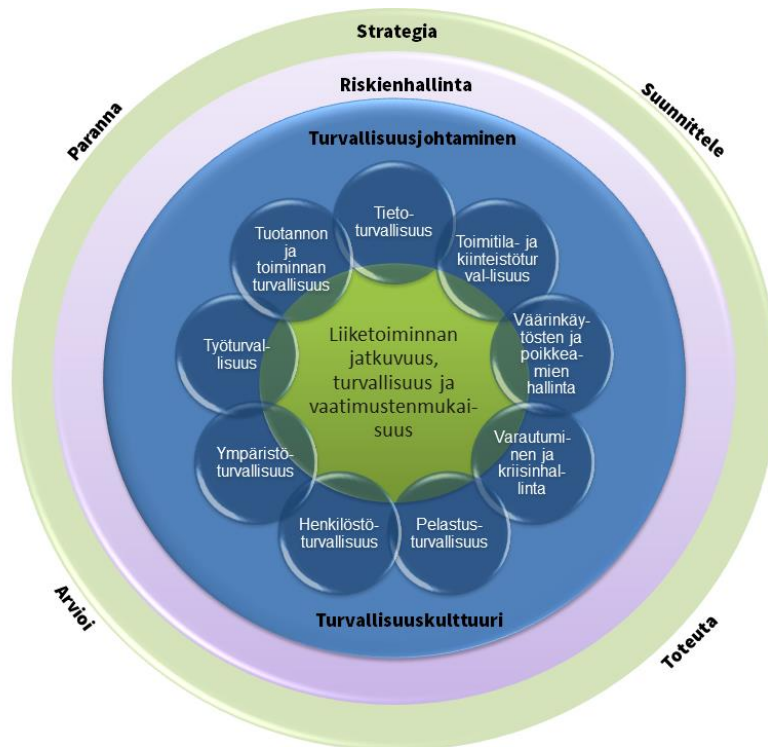 Strategia
Suunnittele
Paranna
Riskienhallinta
Turvallisuusjohtaminen
Tieto-
turvallisuus
Toimitila- ja
kiinteistötur
val-lisuus
Väärinkäy-
tösten ja
poikkea-
mien
hallinta
Varautumi-
nen ja
kriisinhal-
linta
Pelastus-
turvallisuus
Henkilöstö-
turvallisuus
Ympäristö-
turvallisuus
Työturval-
lisuus
Tuotannon
ja
toiminnan
turvallisuus
Liiketoiminnan
jatkuvuus,
turvallisuus ja
vaatimustenmukai-
suus
Turvallisuuskulttuuri
Arvioi
Toteuta